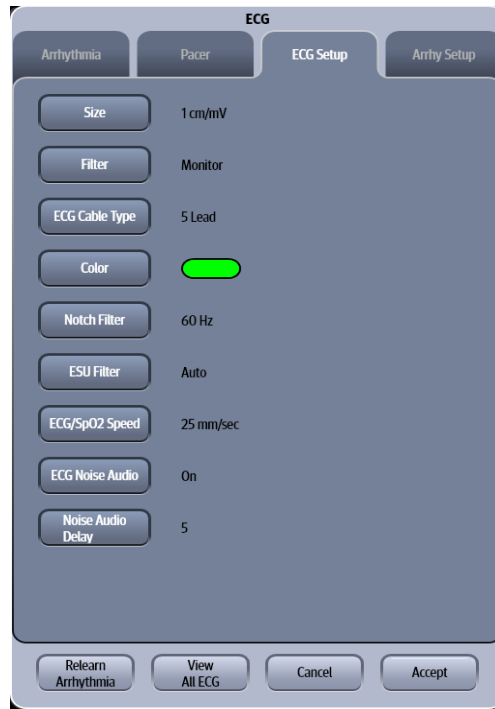 ECG
Arrhythmia Pacer ECG Setup Arrhy Setup
Size 1 cm/mV
Filter Monitor
ECG Cable Type 5 Lead
Color
Notch Filter 60 Hz
ESU Filter Auto
ECG/SpO2 Speed 25 mm/sec
ECG Noise Audio On
Noise Audio
Delay 5
Relearn
Arrhythmia
View
All ECG
Cancel
Accept